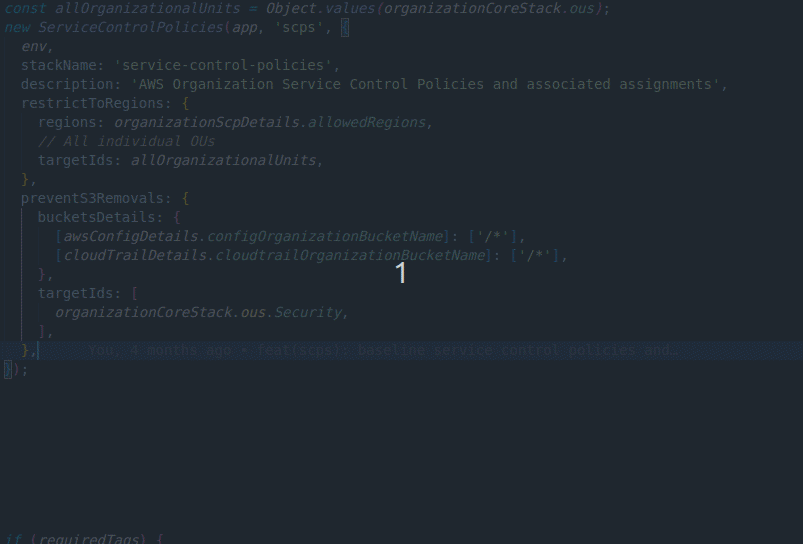 const allOrganizationalUnits = Object.values(organizationCoreStack.ous);
new ServiceControlPolicies(app, 'scps', {
  env,
  stackName: 'service-control-policies',
  description: 'AWS Organization Service Control Policies and associated assignments',
  restrictToRegions: {
    regions: organizationScpDetails.allowedRegions,
    // All individual OUs
    targetIds: allOrganizationalUnits,
  },
  preventS3Removals: {
    bucketsDetails: {
      [awsConfigDetails.configOrganizationBucketName]: ['/*'],
      [cloudTrailDetails.cloudtrailOrganizationBucketName]: ['/*'],
    },
1
    targetIds: [
      organizationCoreStack.ous.Security,
    ],
  }, You, 4 months ago • feat(scps): baseline service control policies and…
});
if (requiredTags) {